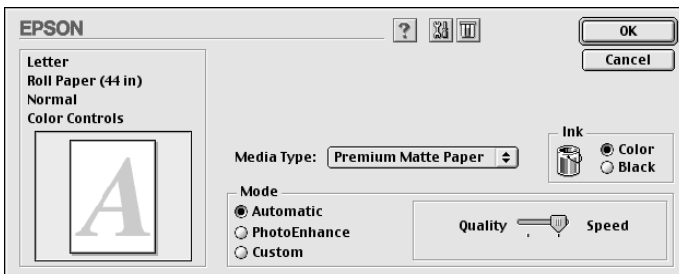 EPSON
?
OK
Cancel
Letter
Roll Paper (44 in)
Normal
Color Controls
A
Media Type: Premium Matte Paper
Ink
Color
Black
Mode
Automatic
PhotoEnhance
Custom
Quality Speed